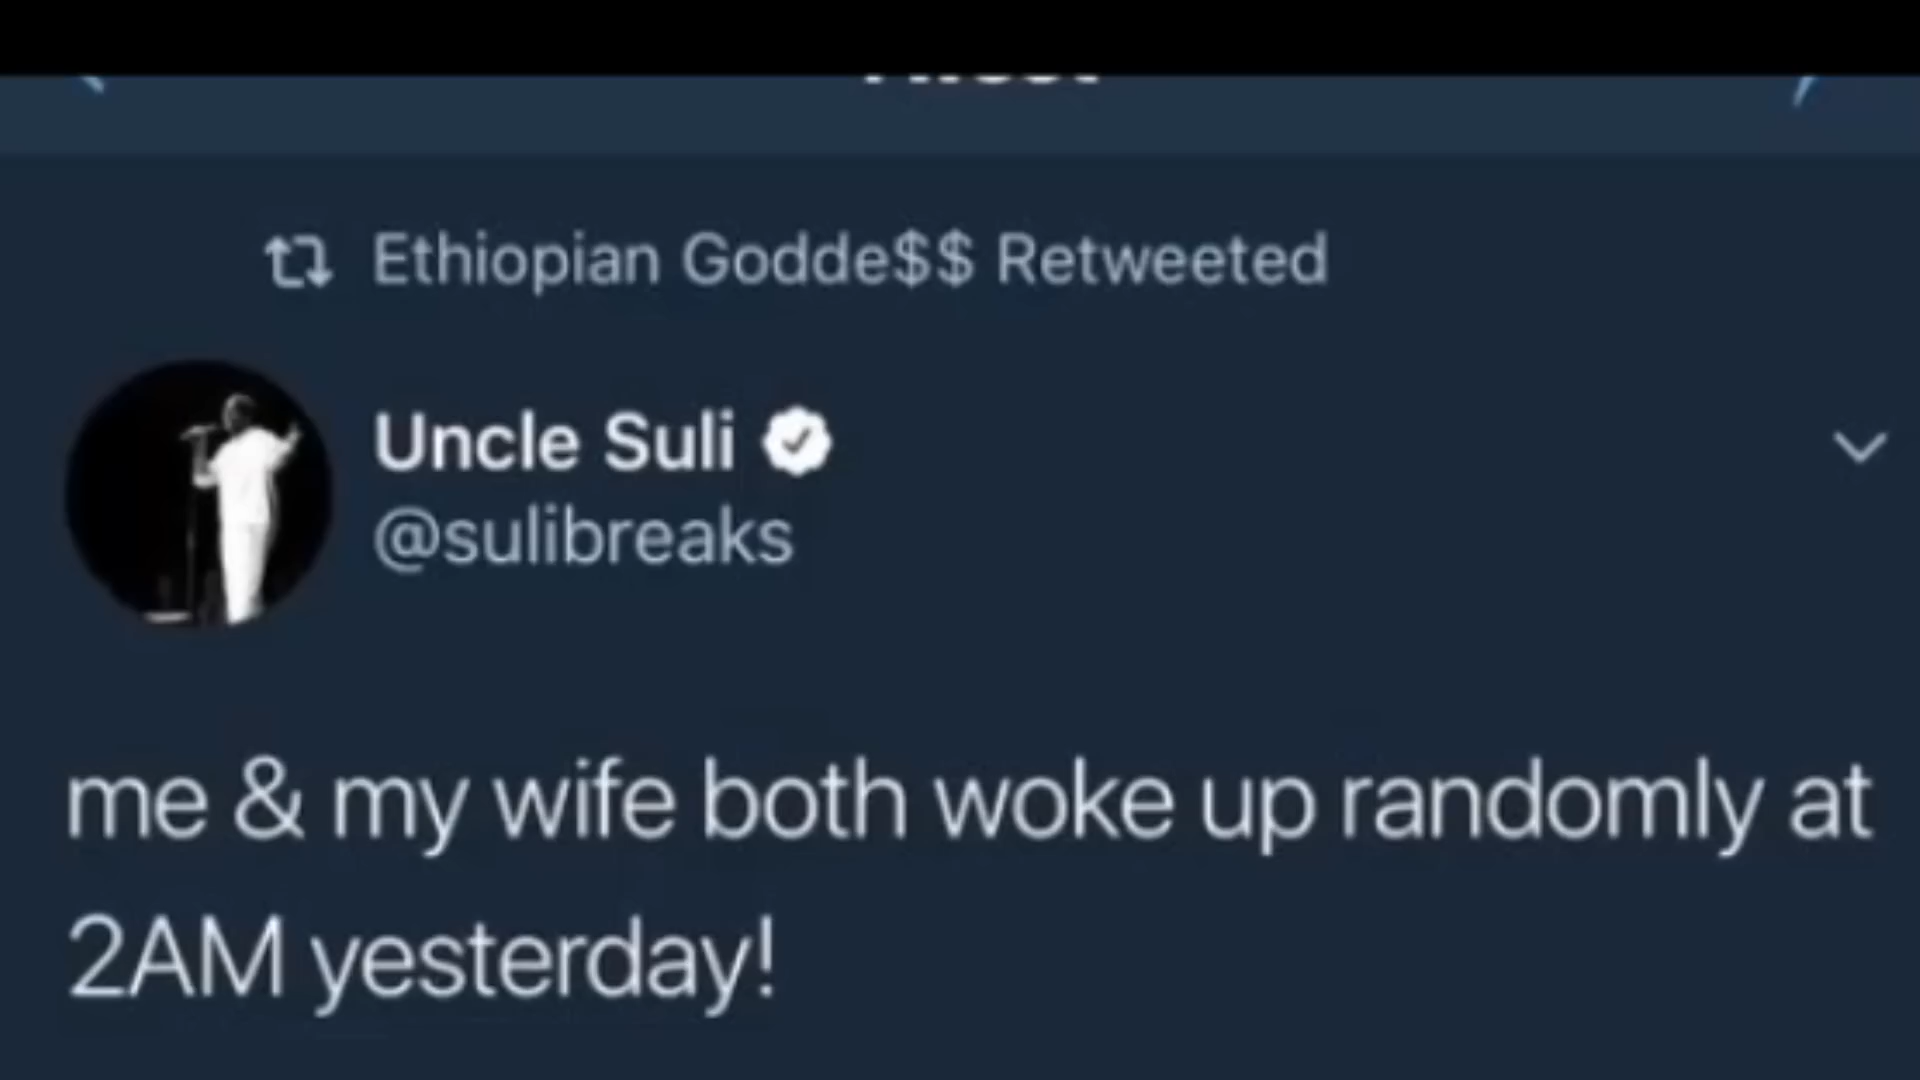 Ethiopian Godde$$ Retweeted
Uncle Suli
@sulibreaks
me & my wife both woke up randomly at
2AM yesterday!